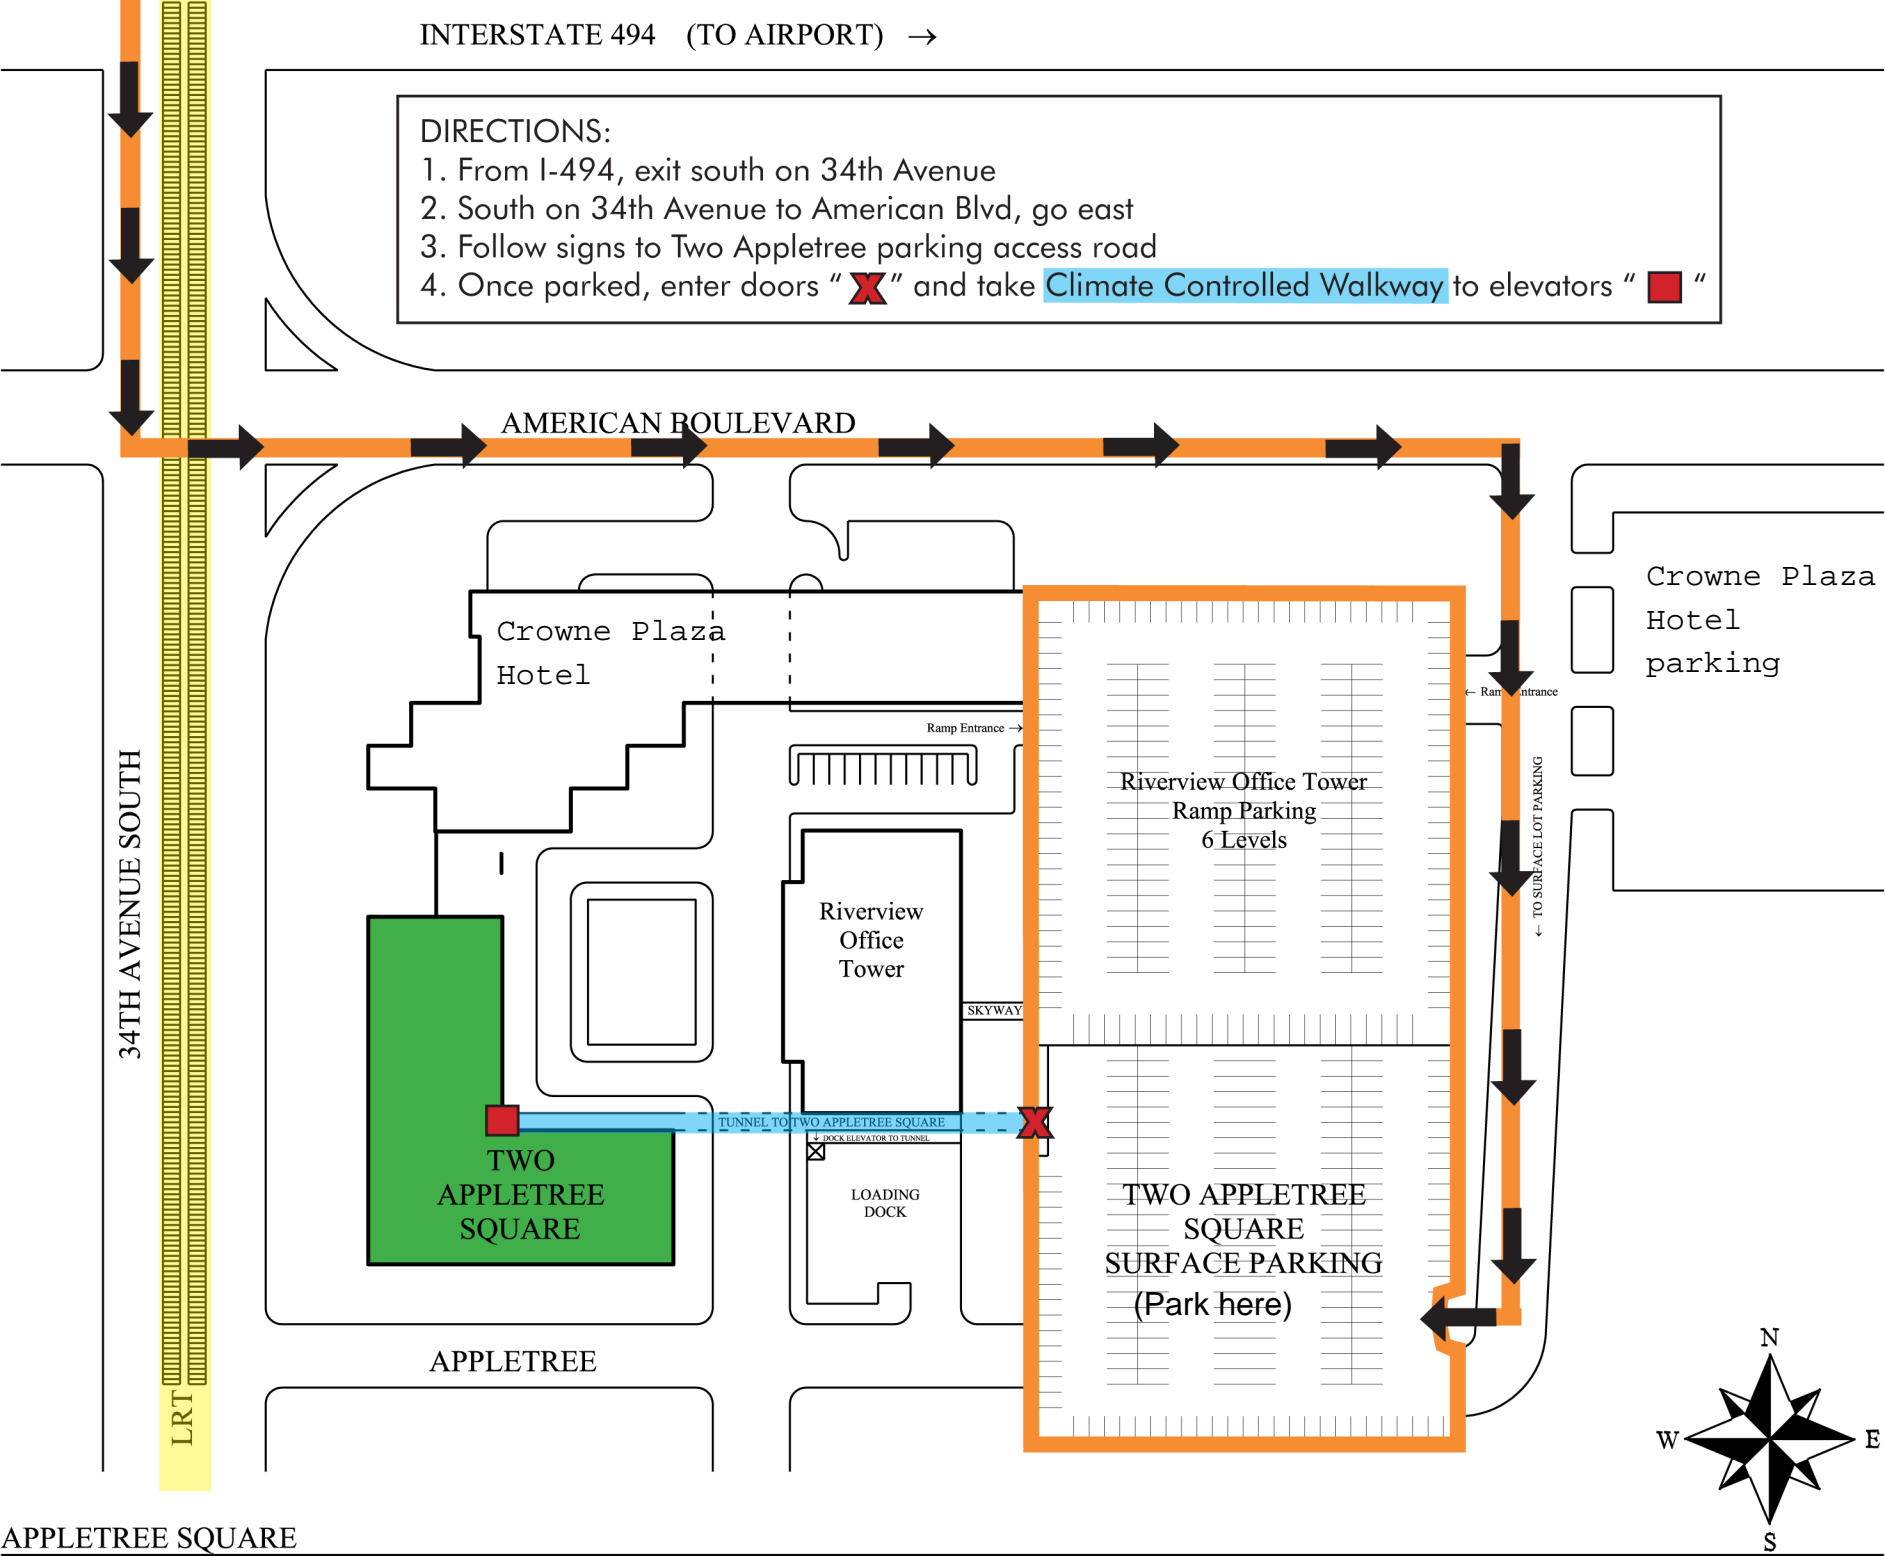 INTERSTATE 494 (TO AIRPORT) →
DIRECTIONS:
1. From I-494, exit south on 34th Avenue
2. South on 34th Avenue to American Blvd, go east
3. Follow signs to Two Appletree parking access road
4. Once parked, enter doors “ X ” and take Climate Controlled Walkway to elevators “ “
AMERICAN BOULEVARD
Crowne Plaza
Hotel
Crowne Plaza
Hotel
parking
← Ramp Entrance
Ramp Entrance →
Riverview Office Tower
Ramp Parking
6 Levels
← TO SURFACE LOT PARKING
34TH AVENUE SOUTH
Riverview
Office
Tower
SKYWAY
TUNNEL TO TWO APPLETREE SQUARE
↓ DOCK ELEVATOR TO TUNNEL
TWO
APPLETREE
SQUARE
LOADING
DOCK
TWO APPLETREE
SQUARE
SURFACE PARKING
(Park here)
APPLETREE
LRT
N
W
E
S
APPLETREE SQUARE